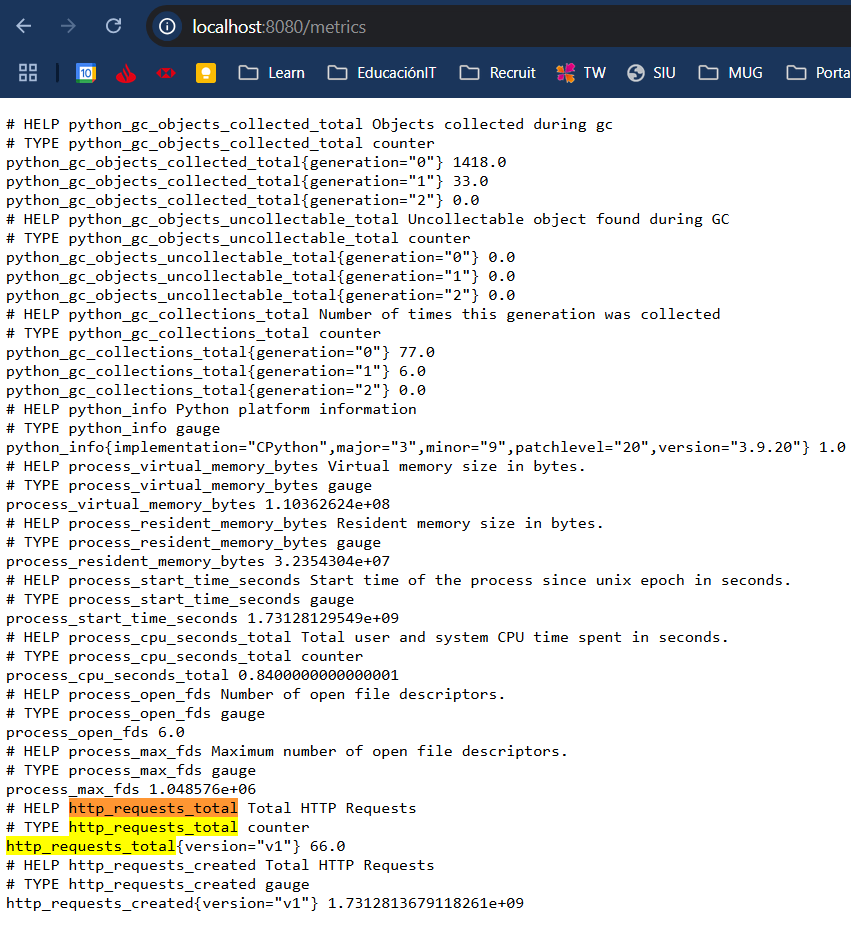 localhost:8080/metrics
10 Learn EducaciónIT Recruit TW SIU MUG Porta
# HELP python_gc_objects_collected_total Objects collected during gc
# TYPE python_gc_objects_collected_total counter
python_gc_objects_collected_total{generation="0"} 1418.0
python_gc_objects_collected_total{generation="1"} 33.0
python_gc_objects_collected_total{generation="2"} 0.0
# HELP python_gc_objects_uncollectable_total Uncollectable object found during GC
# TYPE python_gc_objects_uncollectable_total counter
python_gc_objects_uncollectable_total{generation="0"} 0.0
python_gc_objects_uncollectable_total{generation="1"} 0.0
python_gc_objects_uncollectable_total{generation="2"} 0.0
# HELP python_gc_collections_total Number of times this generation was collected
# TYPE python_gc_collections_total counter
python_gc_collections_total{generation="0"} 77.0
python_gc_collections_total{generation="1"} 6.0
python_gc_collections_total{generation="2"} 0.0
# HELP python_info Python platform information
# TYPE python_info gauge
python_info{implementation="CPython",major="3",minor="9",patchlevel="20",version="3.9.20"} 1.0
# HELP process_virtual_memory_bytes Virtual memory size in bytes.
# TYPE process_virtual_memory_bytes gauge
process_virtual_memory_bytes 1.10362624e+08
# HELP process_resident_memory_bytes Resident memory size in bytes.
# TYPE process_resident_memory_bytes gauge
process_resident_memory_bytes 3.2354304e+07
# HELP process_start_time_seconds Start time of the process since unix epoch in seconds.
# TYPE process_start_time_seconds gauge
process_start_time_seconds 1.73128129549e+09
# HELP process_cpu_seconds_total Total user and system CPU time spent in seconds.
# TYPE process_cpu_seconds_total counter
process_cpu_seconds_total 0.8400000000000001
# HELP process_open_fds Number of open file descriptors.
# TYPE process_open_fds gauge
process_open_fds 6.0
# HELP process_max_fds Maximum number of open file descriptors.
# TYPE process_max_fds gauge
process_max_fds 1.048576e+06
# HELP http_requests_total Total HTTP Requests
# TYPE http_requests_total counter
http_requests_total{version="v1"} 66.0
# HELP http_requests_created Total HTTP Requests
# TYPE http_requests_created gauge
http_requests_created{version="v1"} 1.7312813679118261e+09